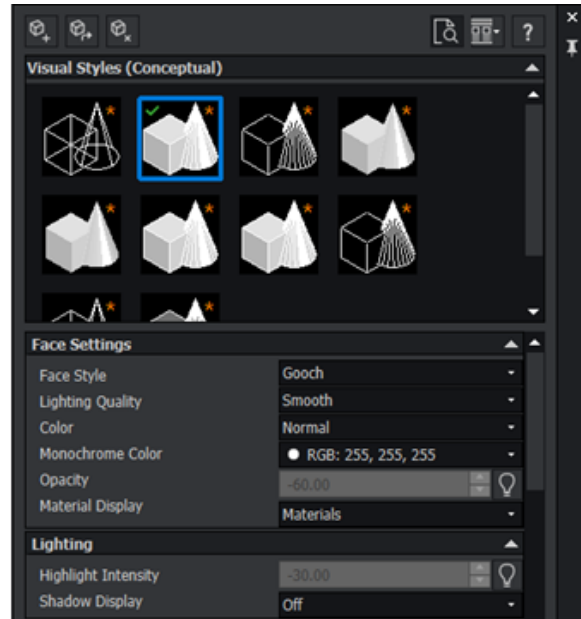 ?
Visual Styles (Conceptual)
Face Settings
Face Style Gooch
Lighting Quality Smooth
Color Normal
Monochrome Color RGB: 255, 255, 255
Opacity -60.00
Material Display Materials
Lighting
Highlight Intensity -30.00
Shadow Display Off